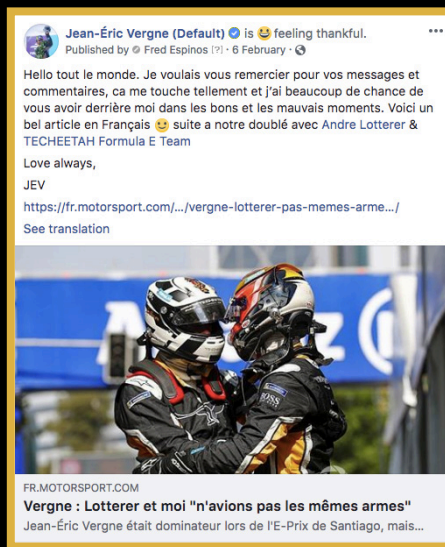 Jean-Éric Vergne (Default) is feeling thankful.
Published by Fred Espinos [?] · 6 February ·
Hello tout le monde. Je voulais vous remercier pour vos messages et
commentaires, ca me touche tellement et j'ai beaucoup de chance de
vous avoir derrière moi dans les bons et les mauvais moments. Voici un
bel article en Français suite a notre doublé avec Andre Lotterer &
TECHEETAH Formula E Team
Love always,
JEV
https://fr.motorsport.com/.../vergne-lotterer-pas-memes-arme.../
See translation
BOSS
FR.MOTORSPORT.COM
Vergne : Lotterer et moi "n'avions pas les mêmes armes"
Jean-Éric Vergne était dominateur lors de l'E-Prix de Santiago, mais...